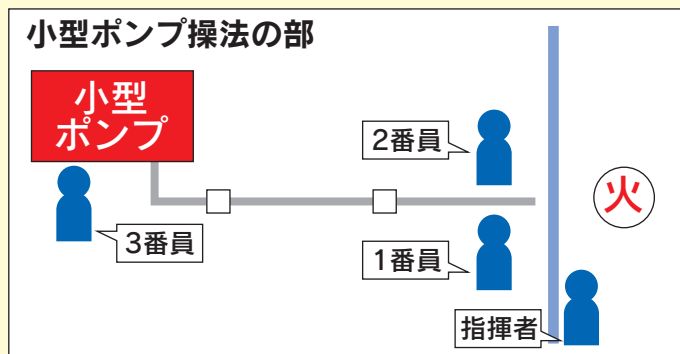 小型ポンプ操法の部
小型
ポンプ
2番員
火
3番員
1番員
指揮者